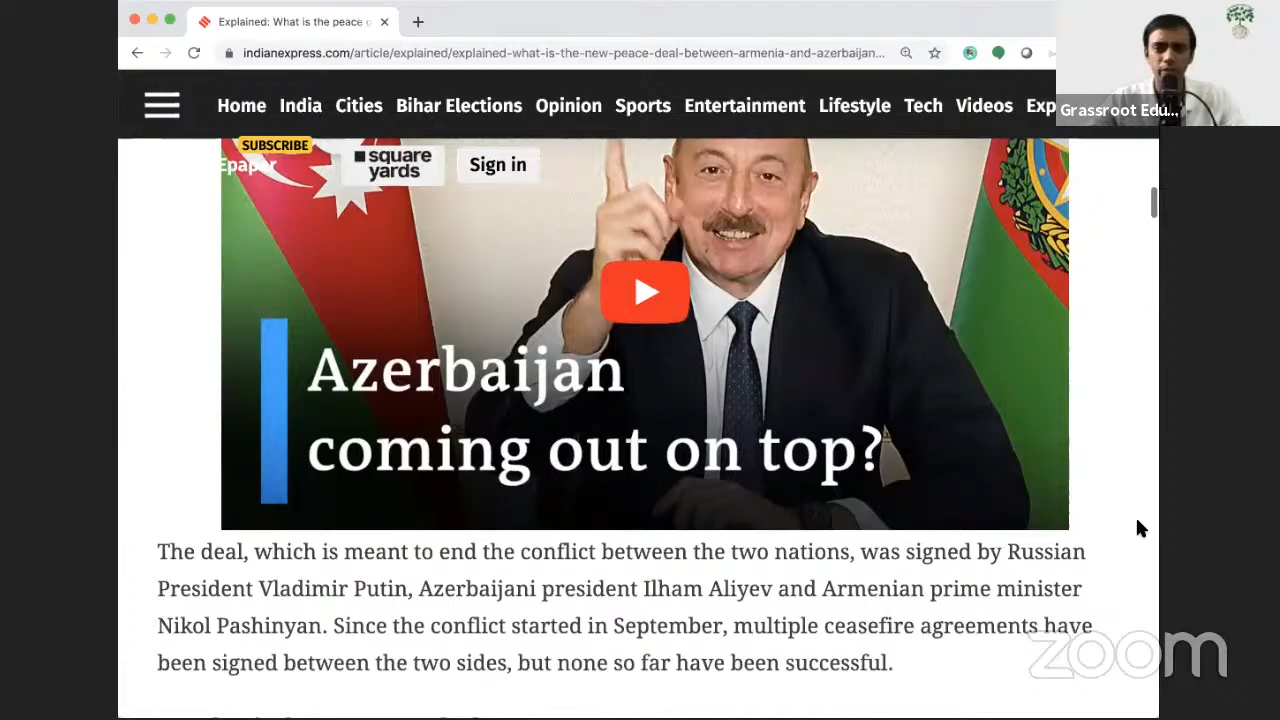 Explained: What is the peace
indianexpress.com/article/explained/explained-what-is-the-new-peace-deal-between-armenia-and-azerbaijan...
Grassroot Edu...
Home India Cities Bihar Elections Opinion Sports Entertainment Lifestyle Tech Videos Exp
SUBSCRIBE
Epaper
square
yards
Sign in
Azerbaijan
coming out on top?
The deal, which is meant to end the conflict between the two nations, was signed by Russian
President Vladimir Putin, Azerbaijani president Ilham Aliyev and Armenian prime minister
Nikol Pashinyan. Since the conflict started in September, multiple ceasefire agreements have
been signed between the two sides, but none so far have been successful.
zoom